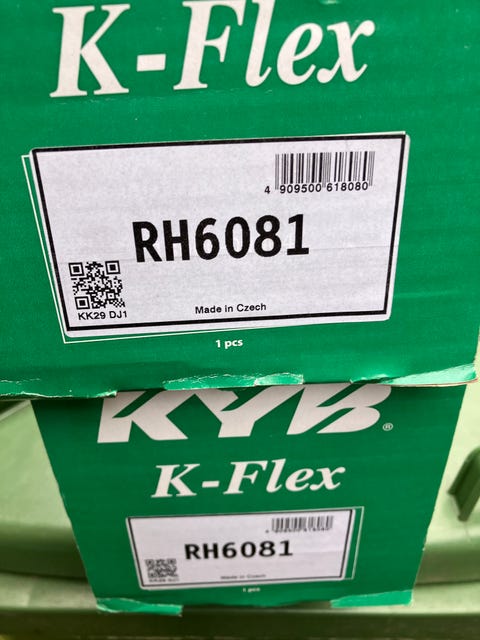 K-Flex
4 909500 618080
RH6081
KK29 DJ1
Made in Czech
1 pcs
KYB®
K-Flex
RH6081
Made in Czech
1 pcs